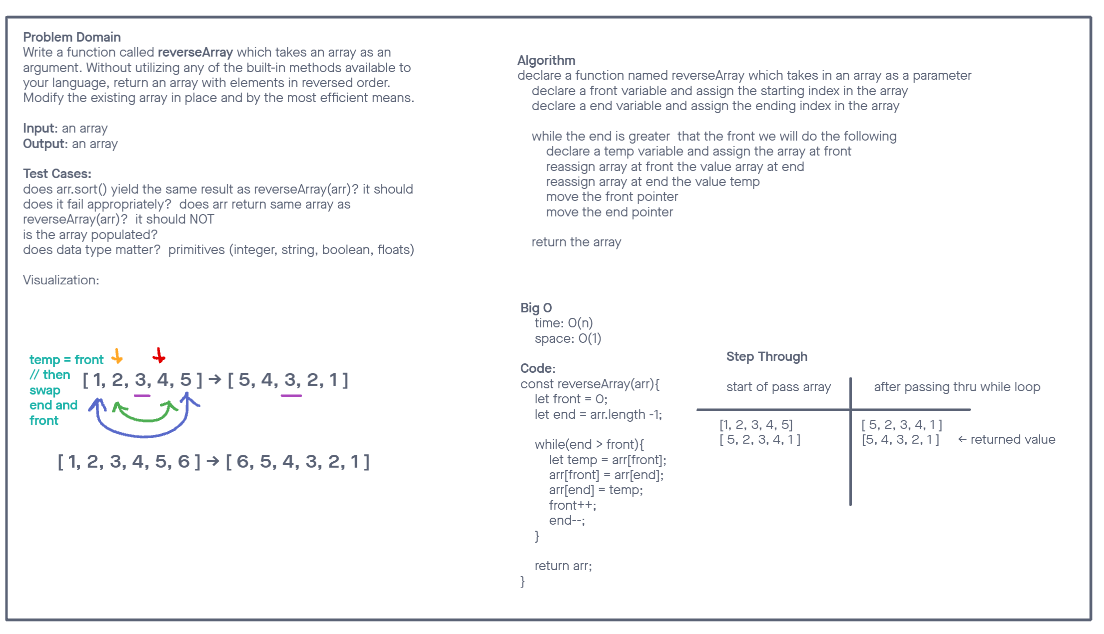 Problem Domain
Write a function called reverseArray which takes an array as an
argument. Without utilizing any of the built-in methods available to
your language, return an array with elements in reversed order.
Modify the existing array in place and by the most efficient means.
Input: an array
Output: an array
Test Cases:
does arr.sort() yield the same result as reverseArray(arr)? it should
does it fail appropriately? does arr return same array as
reverseArray(arr)? it should NOT
is the array populated?
does data type matter? primitives (integer, string, boolean, floats)
Visualization:
temp = front
// then
swap
end and
front
[ 1, 2, 3, 4, 5 ] → [ 5, 4, 3, 2, 1 ]
[ 1, 2, 3, 4, 5, 6 ] → [ 6, 5, 4, 3, 2, 1 ]
Algorithm
declare a function named reverseArray which takes in an array as a parameter
declare a front variable and assign the starting index in the array
declare a end variable and assign the ending index in the array
while the end is greater that the front we will do the following
declare a temp variable and assign the array at front
reassign array at front the value array at end
reassign array at end the value temp
move the front pointer
move the end pointer
return the array
Big O
time: O(n)
space: O(1)
Code:
const reverseArray(arr){
let front = 0;
let end = arr.length -1;
while(end > front){
let temp = arr[front];
arr[front] = arr[end];
arr[end] = temp;
front++;
end--;
}
return arr;
}
Step Through
start of pass array
after passing thru while loop
[1, 2, 3, 4, 5]
[ 5, 2, 3, 4, 1 ]
[ 5, 2, 3, 4, 1 ]
[5, 4, 3, 2, 1 ] ← returned value